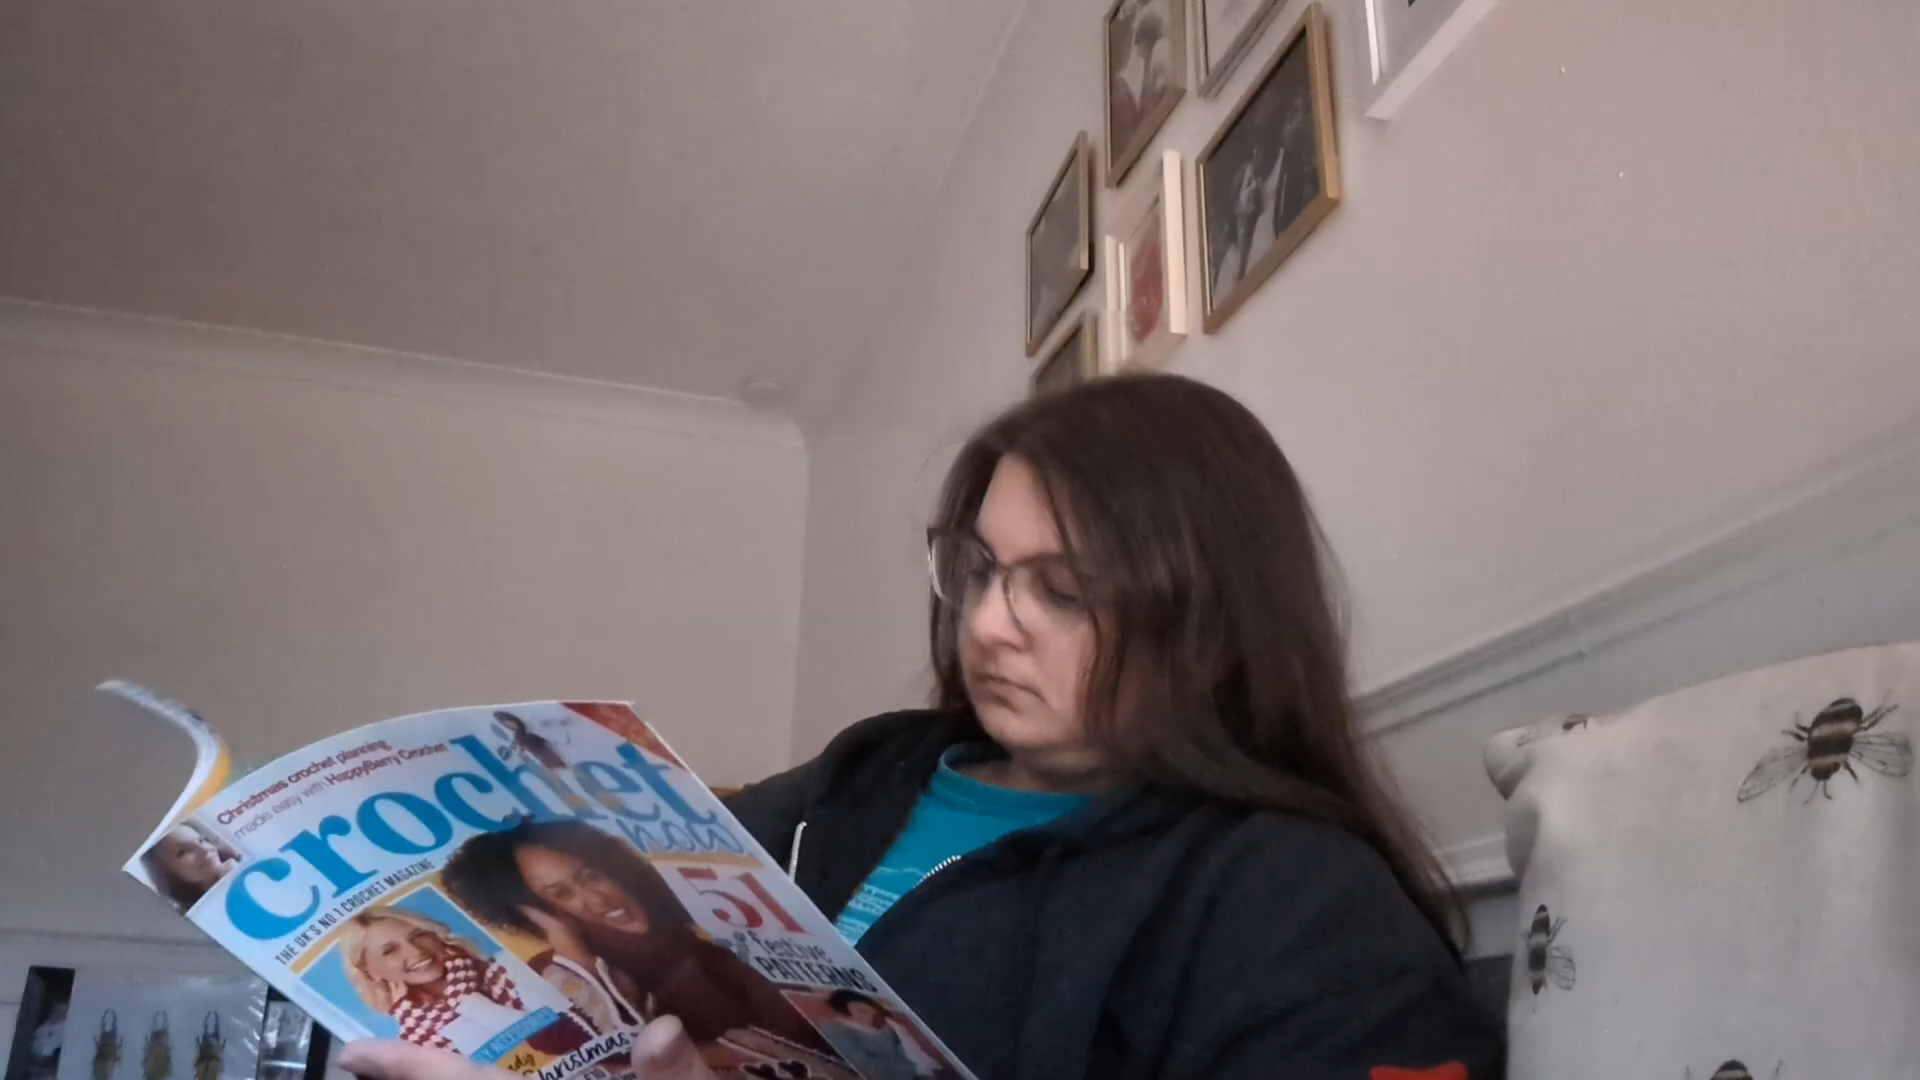 Christmas crochet planning
made easy with HappyBerry Crochet
crochet
now
THE UK'S NO.1 CROCHET MAGAZINE
51
festive
PATTERNS
Christmas